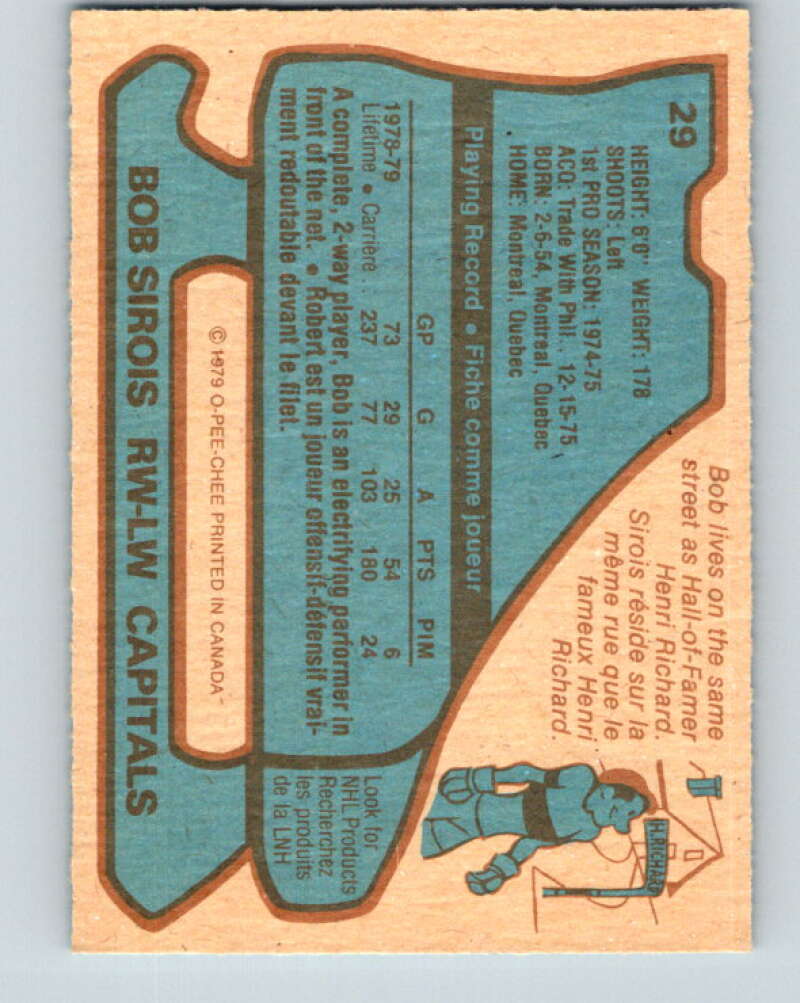 29
HEIGHT: 6'0" WEIGHT: 178
SHOOTS: Left
1st PRO SEASON: 1974-75
ACQ: Trade With Phil., 12-15-75
BORN: 2-6-54, Montreal, Quebec
HOME: Montreal, Quebec
Bob lives on the same
street as Hall-of-Famer
Henri Richard.
Sirois réside sur la
même rue que le
fameux Henri
Richard.
H.RICHARD
Playing Record • Fiche comme joueur
GP G A PTS PIM
1978-79 73 29 25 54 6
Lifetime • Carrière .. 237 77 103 180 24
A complete, 2-way player, Bob is an electrifying performer in
front of the net. • Robert est un joueur offensif-défensif vrai-
ment redoutable devant le filet.
Look for
NHL Products
Recherchez
les produits
de la LNH
© 1979 O-PEE-CHEE PRINTED IN CANADA
BOB SIROIS RW-LW CAPITALS